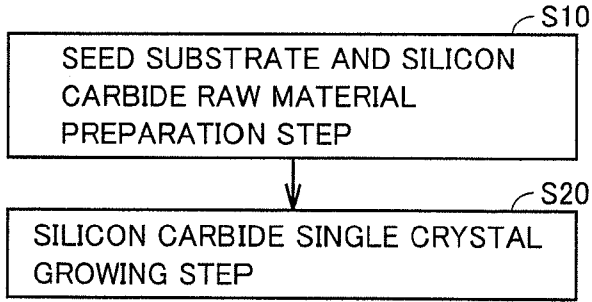 S10
SEED SUBSTRATE AND SILICON
CARBIDE RAW MATERIAL
PREPARATION STEP
S20
SILICON CARBIDE SINGLE CRYSTAL
GROWING STEP